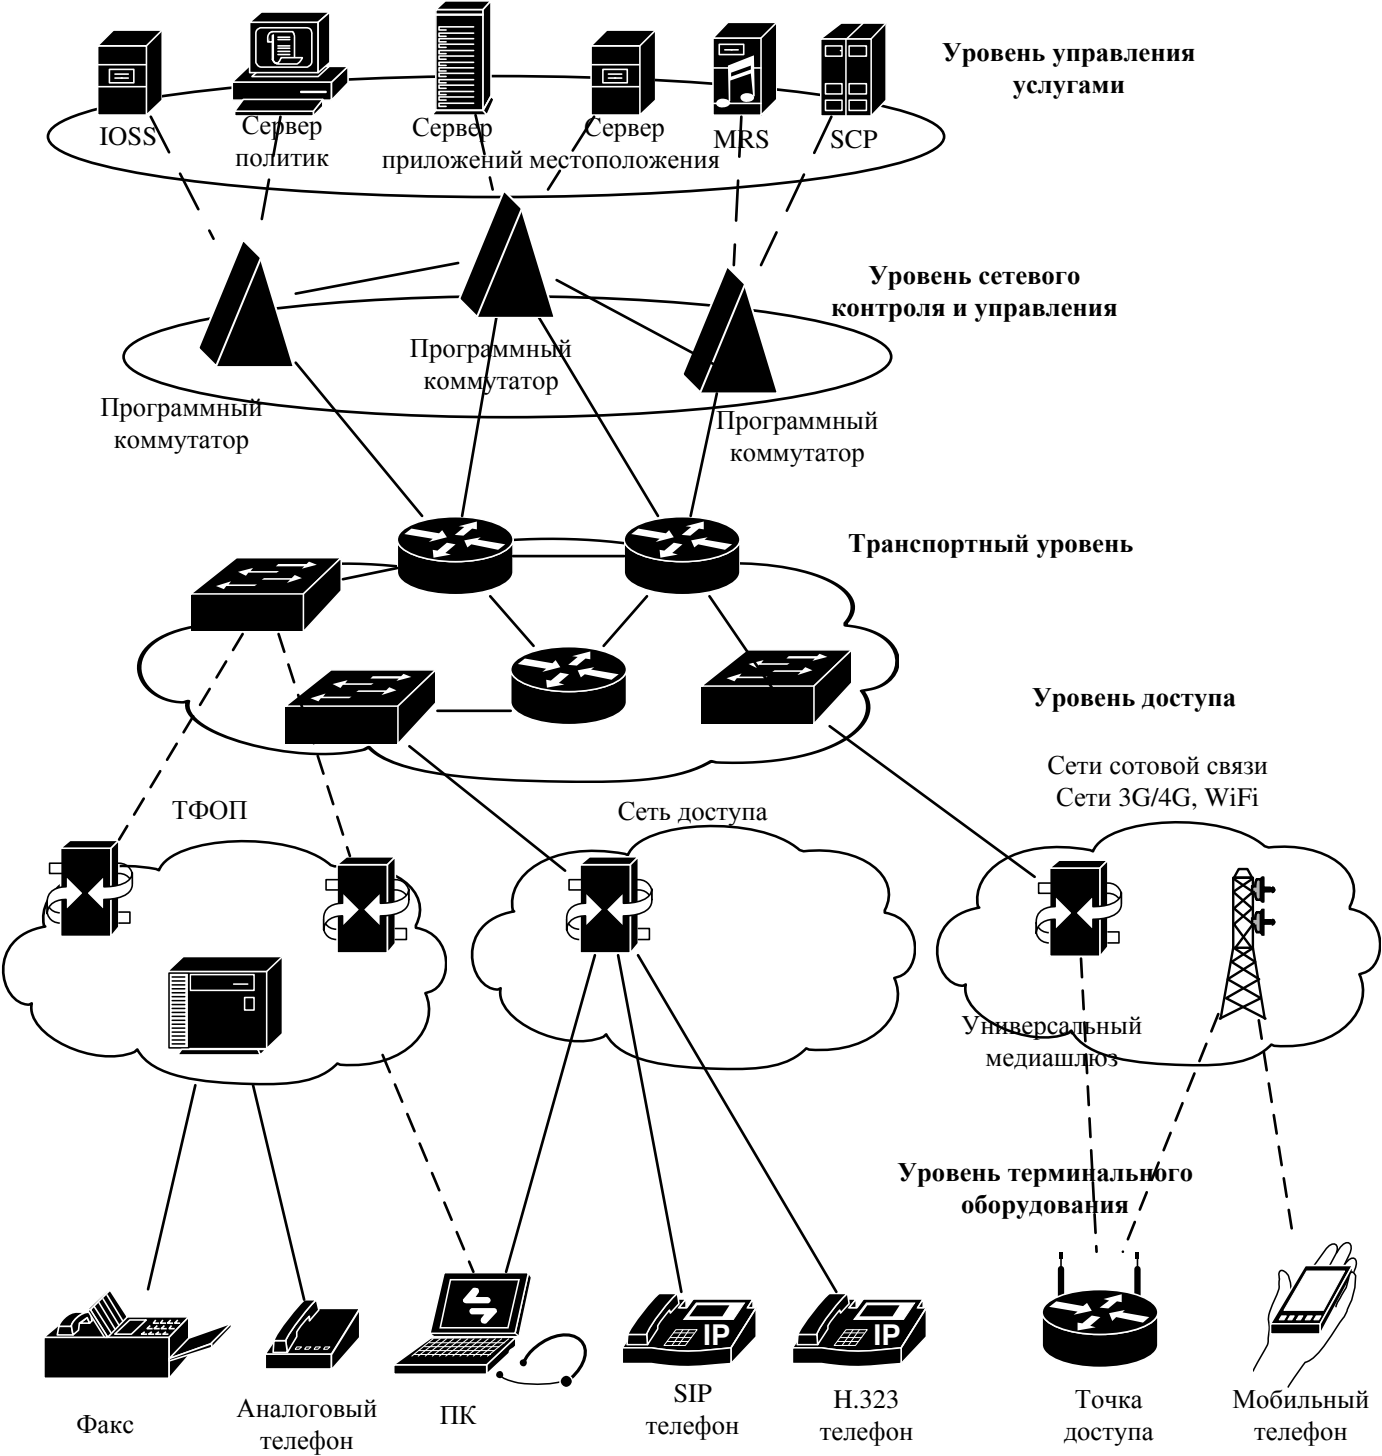 Уровень управления
услугами
IOSS
Сервер
политик
Сервер
приложений
Сервер
местоположения
MRS
SCP
Уровень сетевого
контроля и управления
Программный
коммутатор
Программный
коммутатор
Программный
коммутатор
Транспортный уровень
Уровень доступа
Сети сотовой связи
Сети 3G/4G, WiFi
ТФОП
Сеть доступа
Универсальный
медиашлюз
Уровень терминального
оборудования
IP
IP
Факс
Аналоговый
телефон
ПК
SIP
телефон
H.323
телефон
Точка
доступа
Мобильный
телефон